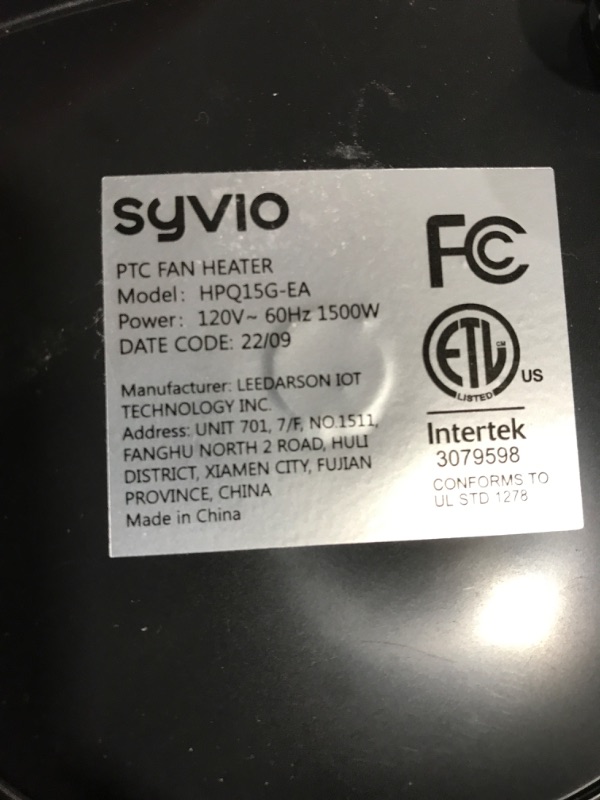 syvio
PTC FAN HEATER
Model: HPQ15G-EA
Power: 120V~ 60Hz 1500W
DATE CODE: 22/09
Manufacturer: LEEDARSON IOT
TECHNOLOGY INC.
Address: UNIT 701, 7/F, NO.1511,
FANGHU NORTH 2 ROAD, HULI
DISTRICT, XIAMEN CITY, FUJIAN
PROVINCE, CHINA
Made in China
FC
ETL CM
US
LISTED
Intertek
3079598
CONFORMS TO
UL STD 1278